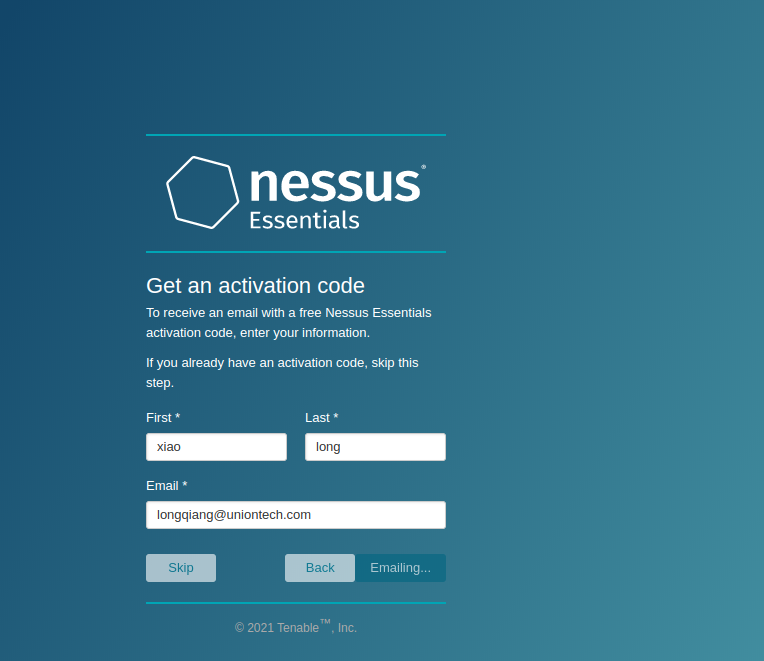 nessus®
Essentials
Get an activation code
To receive an email with a free Nessus Essentials
activation code, enter your information.
If you already have an activation code, skip this
step.
First * Last *
xiao long
Email *
longqiang@uniontech.com
Skip Back Emailing...
© 2021 Tenable™, Inc.